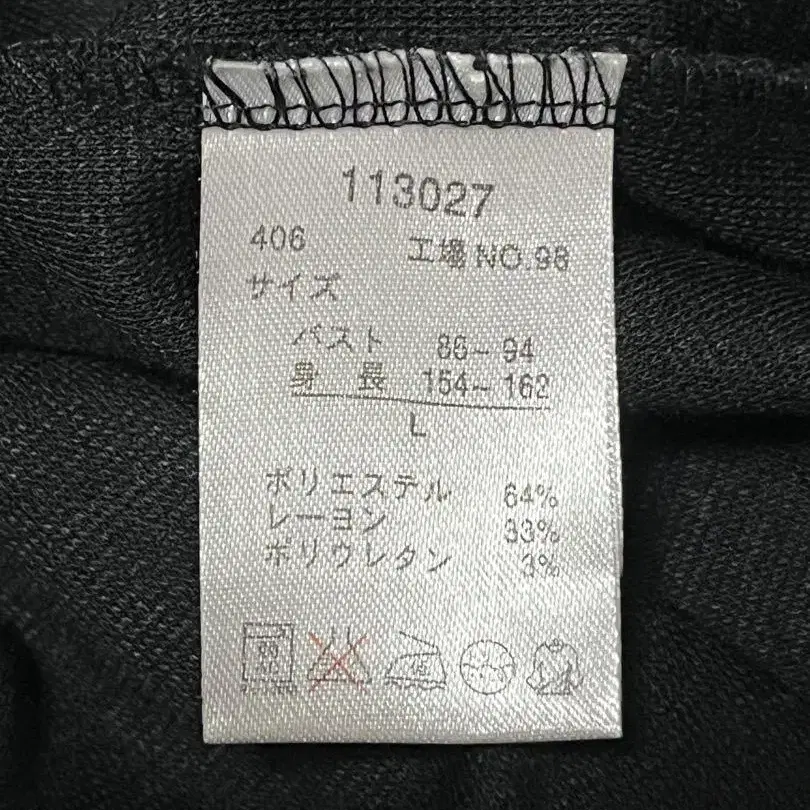 113027
406 工場 NO.98
サイズ
バスト 86～94
身長 154～162
L
ポリエステル 64%
レーヨン 33%
ポリウレタン 3%